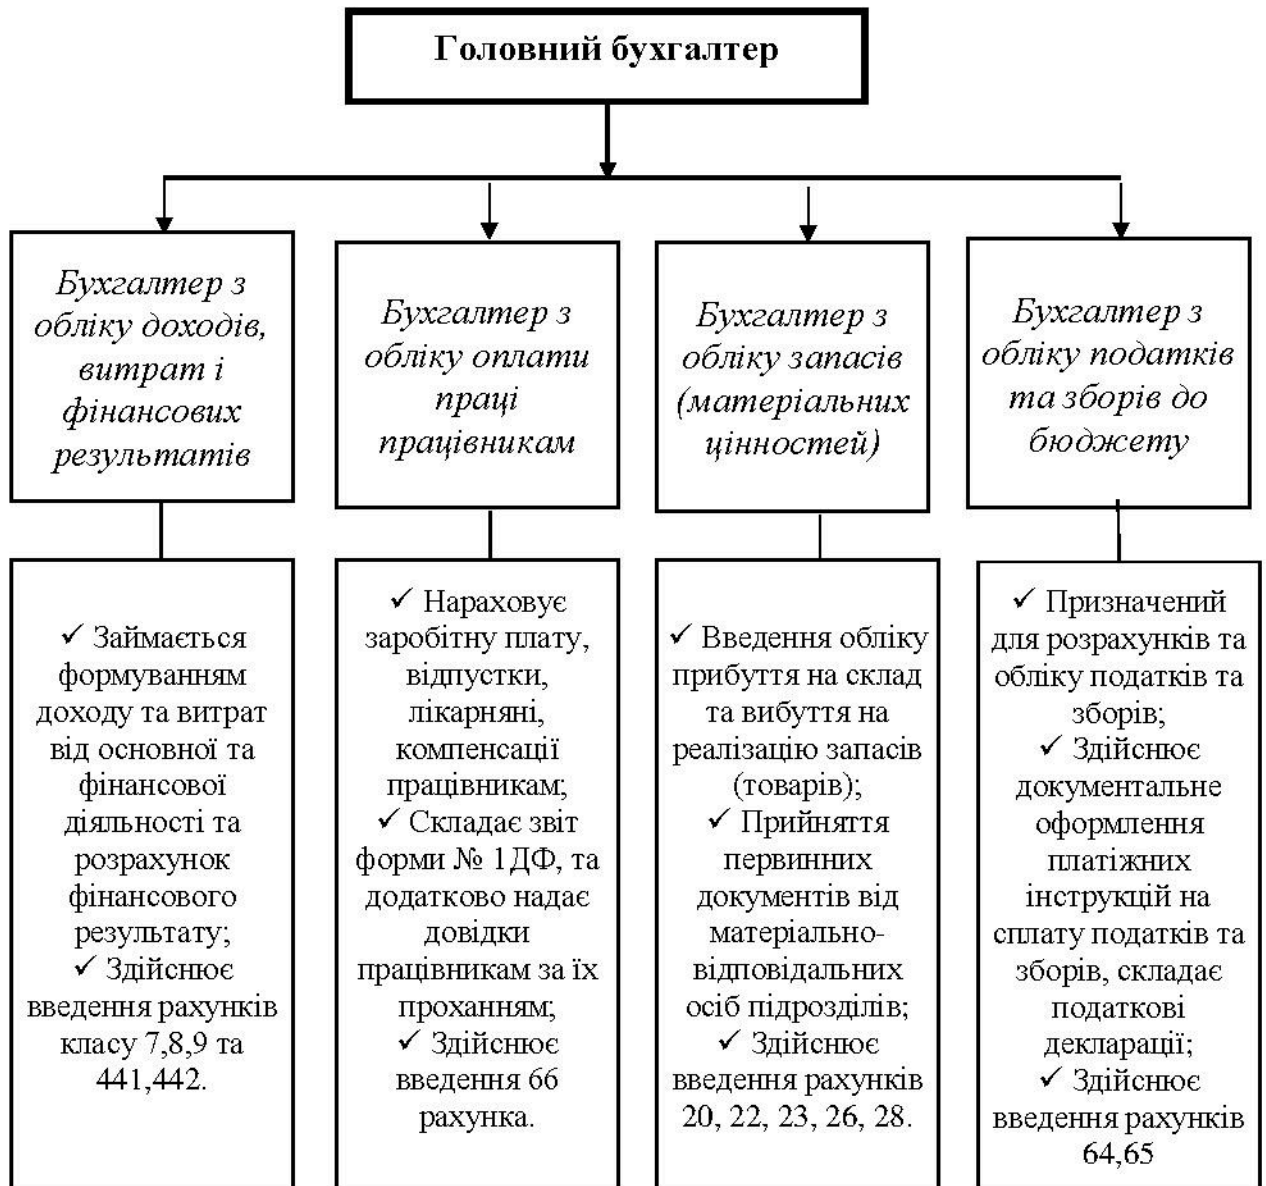 Головний бухгалтер
Бухгалтер з
обліку доходів,
витрат і
фінансових
результатів
Бухгалтер з
обліку оплати
праці
працівникам
Бухгалтер з
обліку запасів
(матеріальних
цінностей)
Бухгалтер з
обліку податків
та зборів до
бюджету
✓ Займається
формуванням
доходу та витрат
від основної та
фінансової
діяльності та
розрахунок
фінансового
результату;
✓ Здійснює
введення рахунків
класу 7,8,9 та
441,442.
✓ Нараховує
заробітну плату,
відпустки,
лікарняні,
компенсації
працівникам;
✓ Складає звіт
форми № 1ДФ, та
додатково надає
довідки
працівникам за їх
проханням;
✓ Здійснює
введення 66
рахунка.
✓ Введення обліку
прибуття на склад
та вибуття на
реалізацію запасів
(товарів);
✓ Прийняття
первинних
документів від
матеріально-
відповідальних
осіб підрозділів;
✓ Здійснює
введення рахунків
20, 22, 23, 26, 28.
✓ Призначений
для розрахунків та
обліку податків та
зборів;
✓ Здійснює
документальне
оформлення
платіжних
інструкцій на
сплату податків та
зборів, складає
податкові
декларації;
✓ Здійснює
введення рахунків
64,65